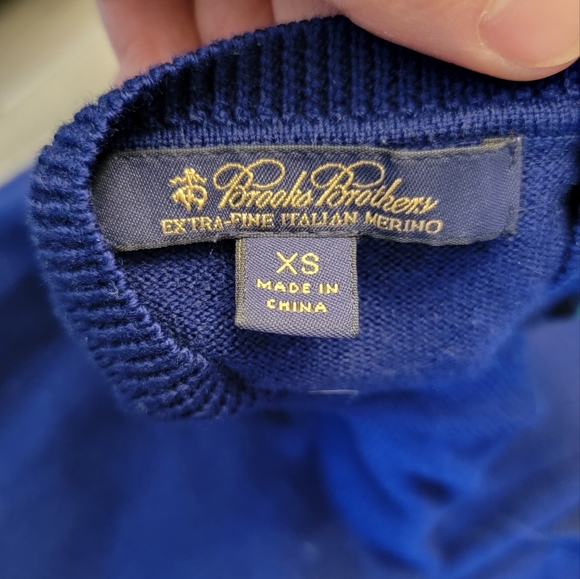 Brooks Brothers
EXTRA-FINE ITALIAN MERINO
XS
MADE IN
CHINA